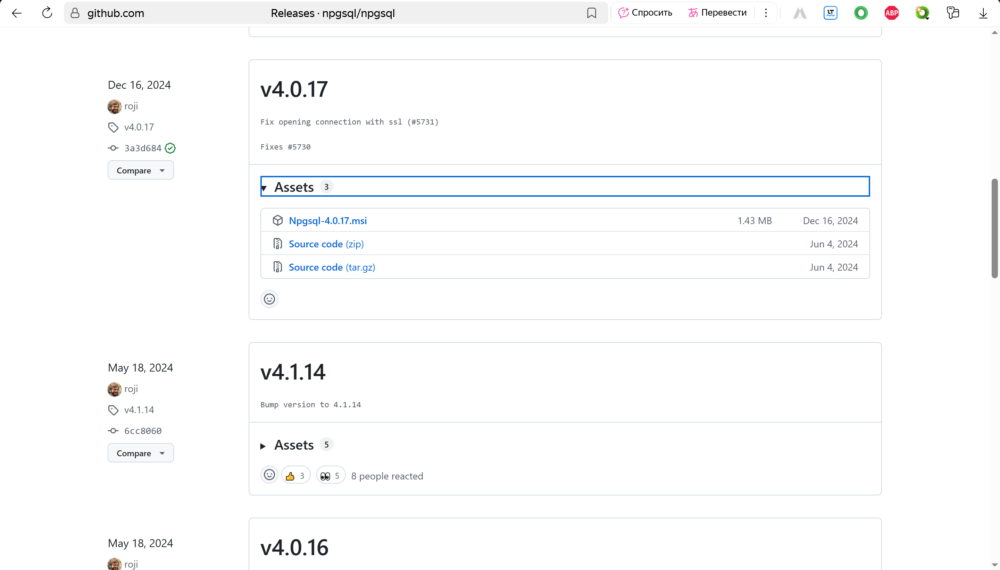 github.com
Releases · npgsql/npgsql
Спросить
Перевести
LT
ABP
Dec 16, 2024
roji
v4.0.17
3a3d684
Compare
v4.0.17
Fix opening connection with ssl (#5731)
Fixes #5730
Assets 3
Npgsql-4.0.17.msi 1.43 MB Dec 16, 2024
Source code (zip) Jun 4, 2024
Source code (tar.gz) Jun 4, 2024
May 18, 2024
roji
v4.1.14
6cc8060
Compare
v4.1.14
Bump version to 4.1.14
Assets 5
👍 3 👀 5 8 people reacted
May 18, 2024
roji
v4.0.16